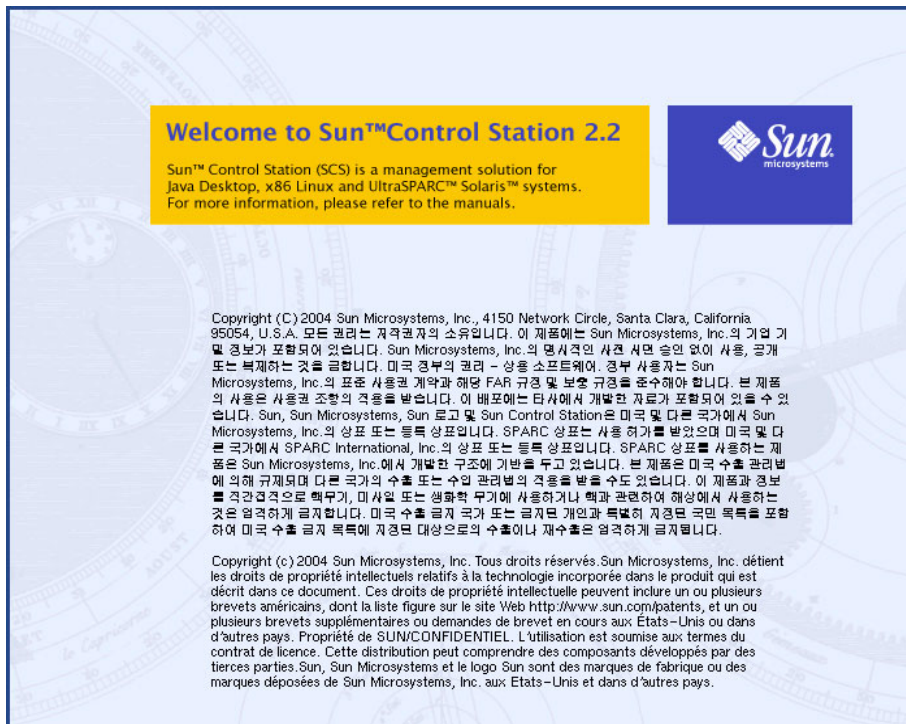 Welcome to Sun™Control Station 2.2
Sun™ Control Station (SCS) is a management solution for
Java Desktop, x86 Linux and UltraSPARC™ Solaris™ systems.
For more information, please refer to the manuals.
Sun
microsystems
Copyright (C) 2004 Sun Microsystems, Inc., 4150 Network Circle, Santa Clara, California
95054, U.S.A. 모든 권리는 저작권자의 소유입니다. 이 제품에는 Sun Microsystems, Inc.의 기업 기
밀 정보가 포함되어 있습니다. Sun Microsystems, Inc.의 명시적인 사전 서면 승인 없이 사용, 공개
또는 복제하는 것을 금합니다. 미국 정부의 권리 - 상용 소프트웨어. 정부 사용자는 Sun
Microsystems, Inc.의 표준 사용권 계약과 해당 FAR 규정 및 보충 규정을 준수해야 합니다. 본 제품
의 사용은 사용권 조항의 적용을 받습니다. 이 배포에는 타사에서 개발한 자료가 포함되어 있을 수 있
습니다. Sun, Sun Microsystems, Sun 로고 및 Sun Control Station은 미국 및 다른 국가에서 Sun
Microsystems, Inc.의 상표 또는 등록 상표입니다. SPARC 상표는 사용 허가를 받았으며 미국 및 다
른 국가에서 SPARC International, Inc.의 상표 또는 등록 상표입니다. SPARC 상표를 사용하는 제
품은 Sun Microsystems, Inc.에서 개발한 구조에 기반을 두고 있습니다. 본 제품은 미국 수출 관리법
에 의해 규제되며 다른 국가의 수출 또는 수입 관리법의 적용을 받을 수도 있습니다. 이 제품과 정보
를 직간접적으로 핵무기, 미사일 또는 생화학 무기에 사용하거나 핵과 관련하여 해상에서 사용하는
것은 엄격하게 금지합니다. 미국 수출 금지 국가 또는 금지된 개인과 특별히 지정된 국민 목록을 포함
하여 미국 수출 금지 목록에 지정된 대상으로의 수출이나 재수출은 엄격하게 금지됩니다.
Copyright (c) 2004 Sun Microsystems, Inc. Tous droits réservés.Sun Microsystems, Inc. détient
les droits de propriété intellectuels relatifs à la technologie incorporée dans le produit qui est
décrit dans ce document. Ces droits de propriété intellectuelle peuvent inclure un ou plusieurs
brevets américains, dont la liste figure sur le site Web http://www.sun.com/patents, et un ou
plusieurs brevets supplémentaires ou demandes de brevet en cours aux États-Unis ou dans
d'autres pays. Propriété de SUN/CONFIDENTIEL. L'utilisation est soumise aux termes du
contrat de licence. Cette distribution peut comprendre des composants développés par des
tierces parties.Sun, Sun Microsystems et le logo Sun sont des marques de fabrique ou des
marques déposées de Sun Microsystems, Inc. aux Etats-Unis et dans d'autres pays.